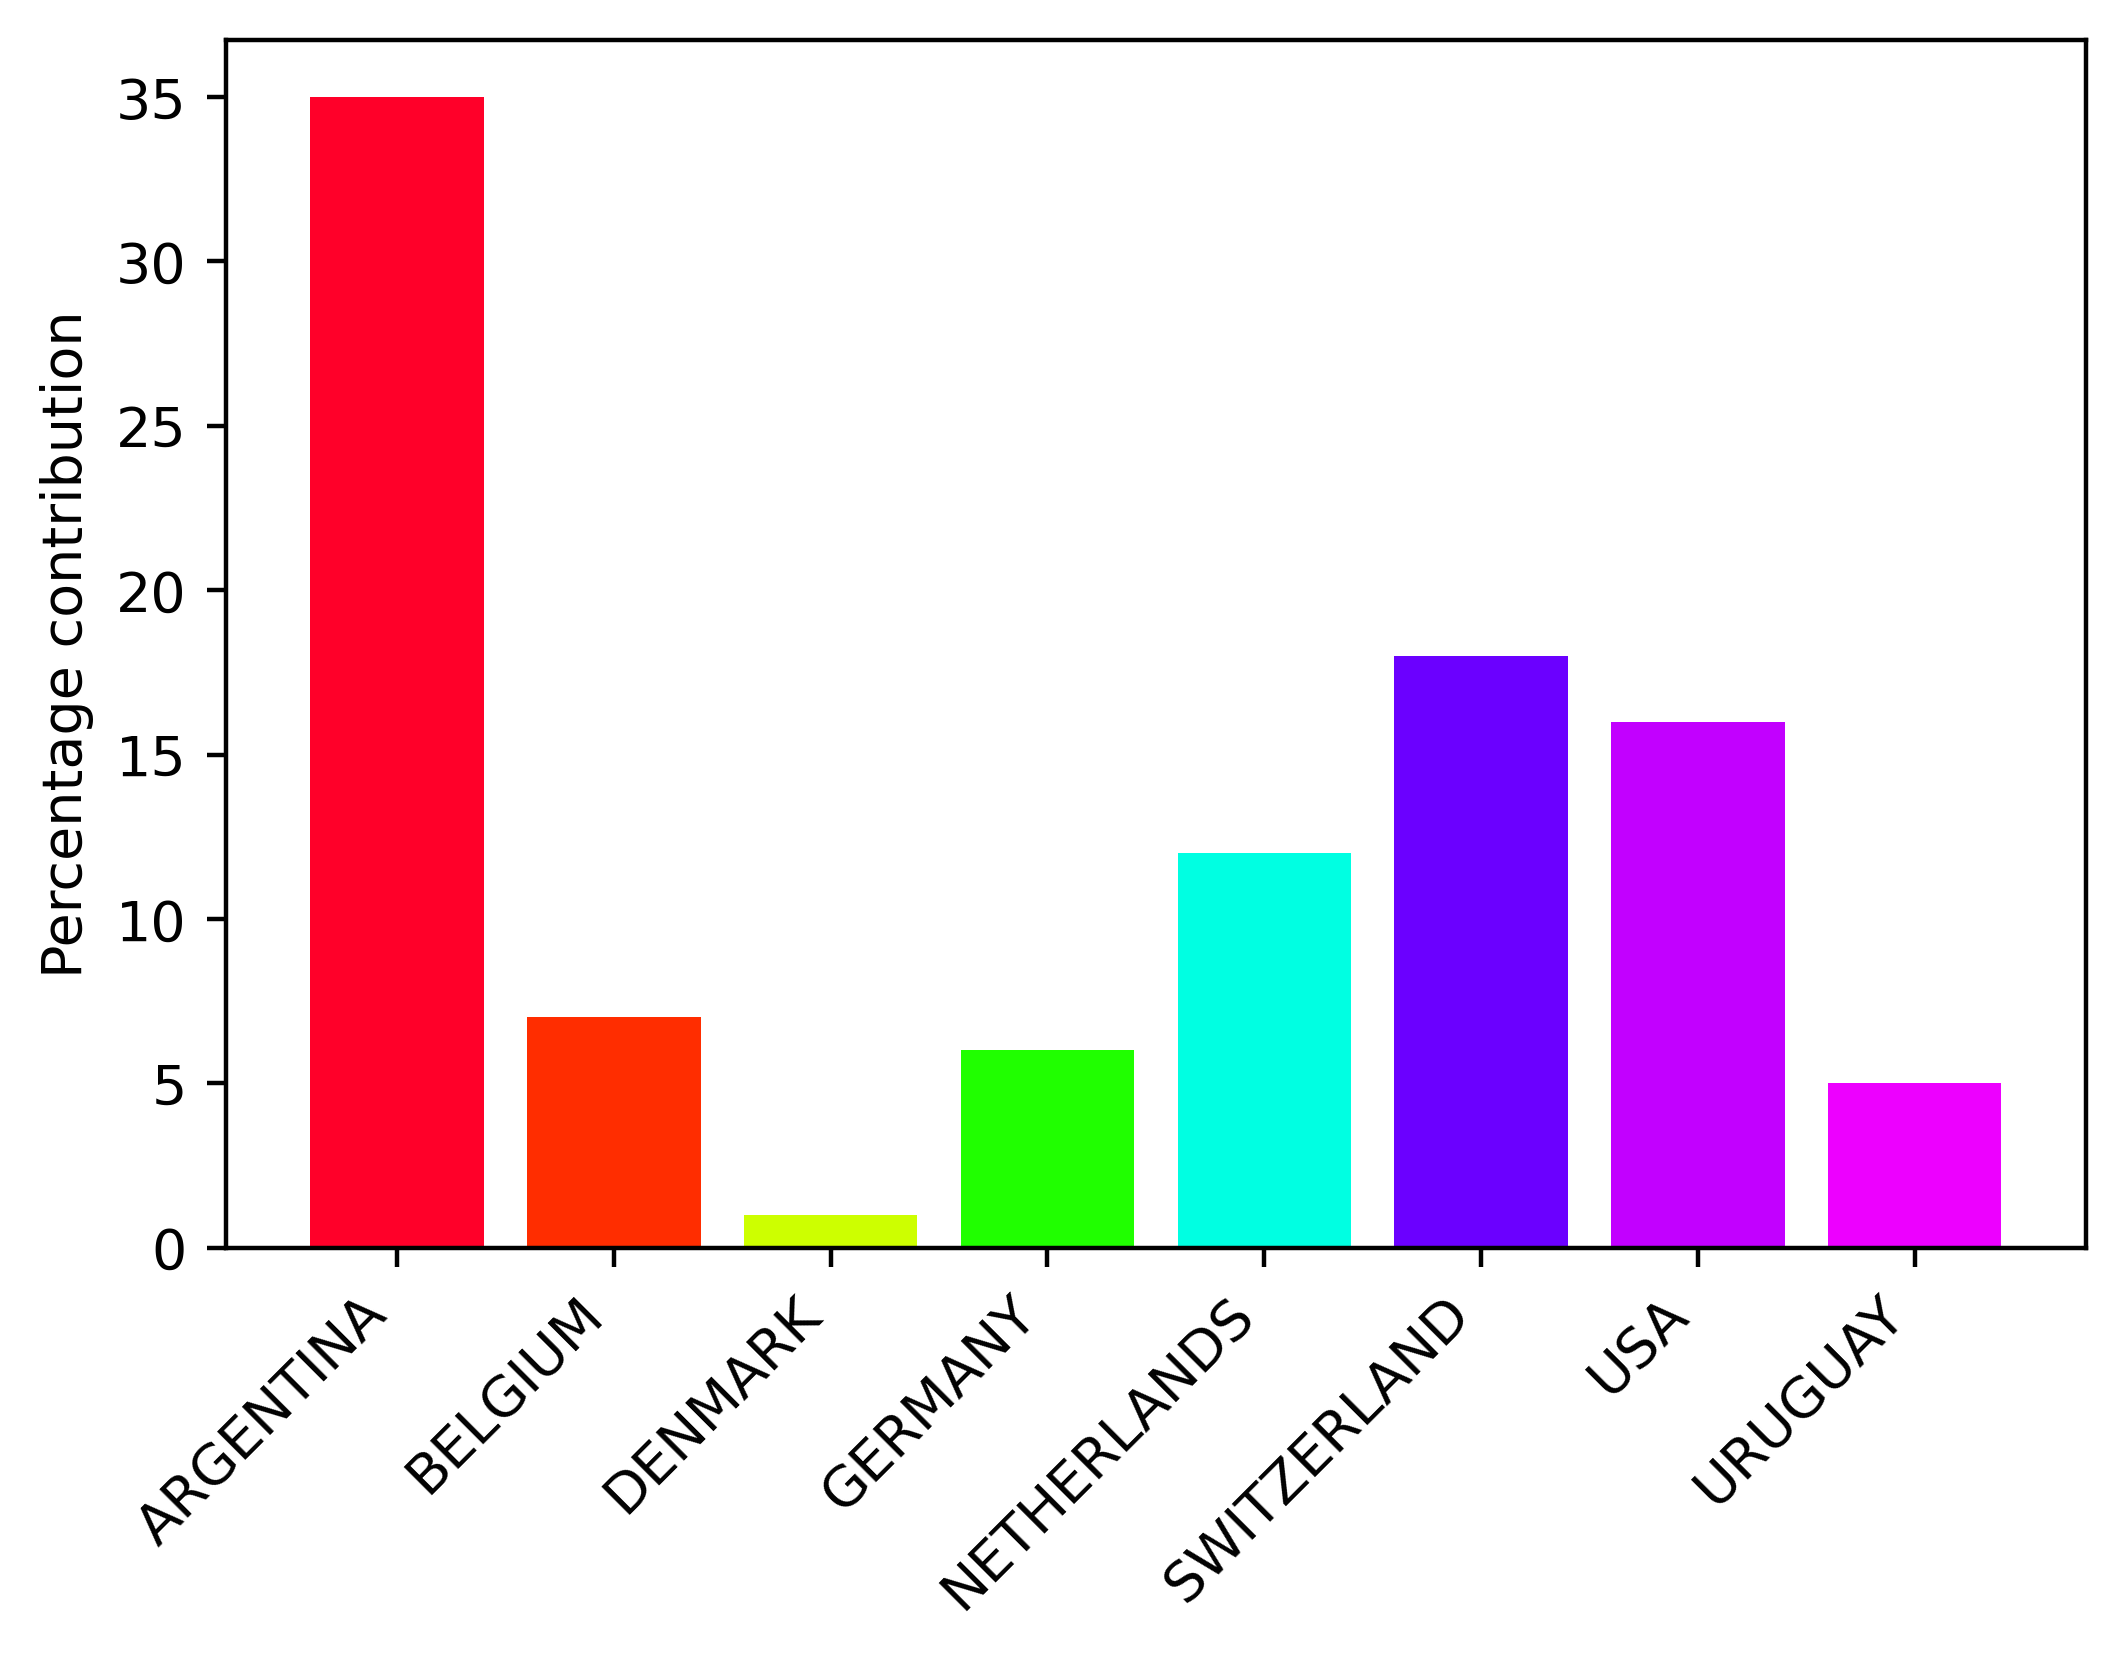 Percentage contribution
35
30
25
20
15
10
5
0
ARGENTINA
BELGIUM
DENMARK
GERMANY
NETHERLANDS
SWITZERLAND
USA
URUGUAY